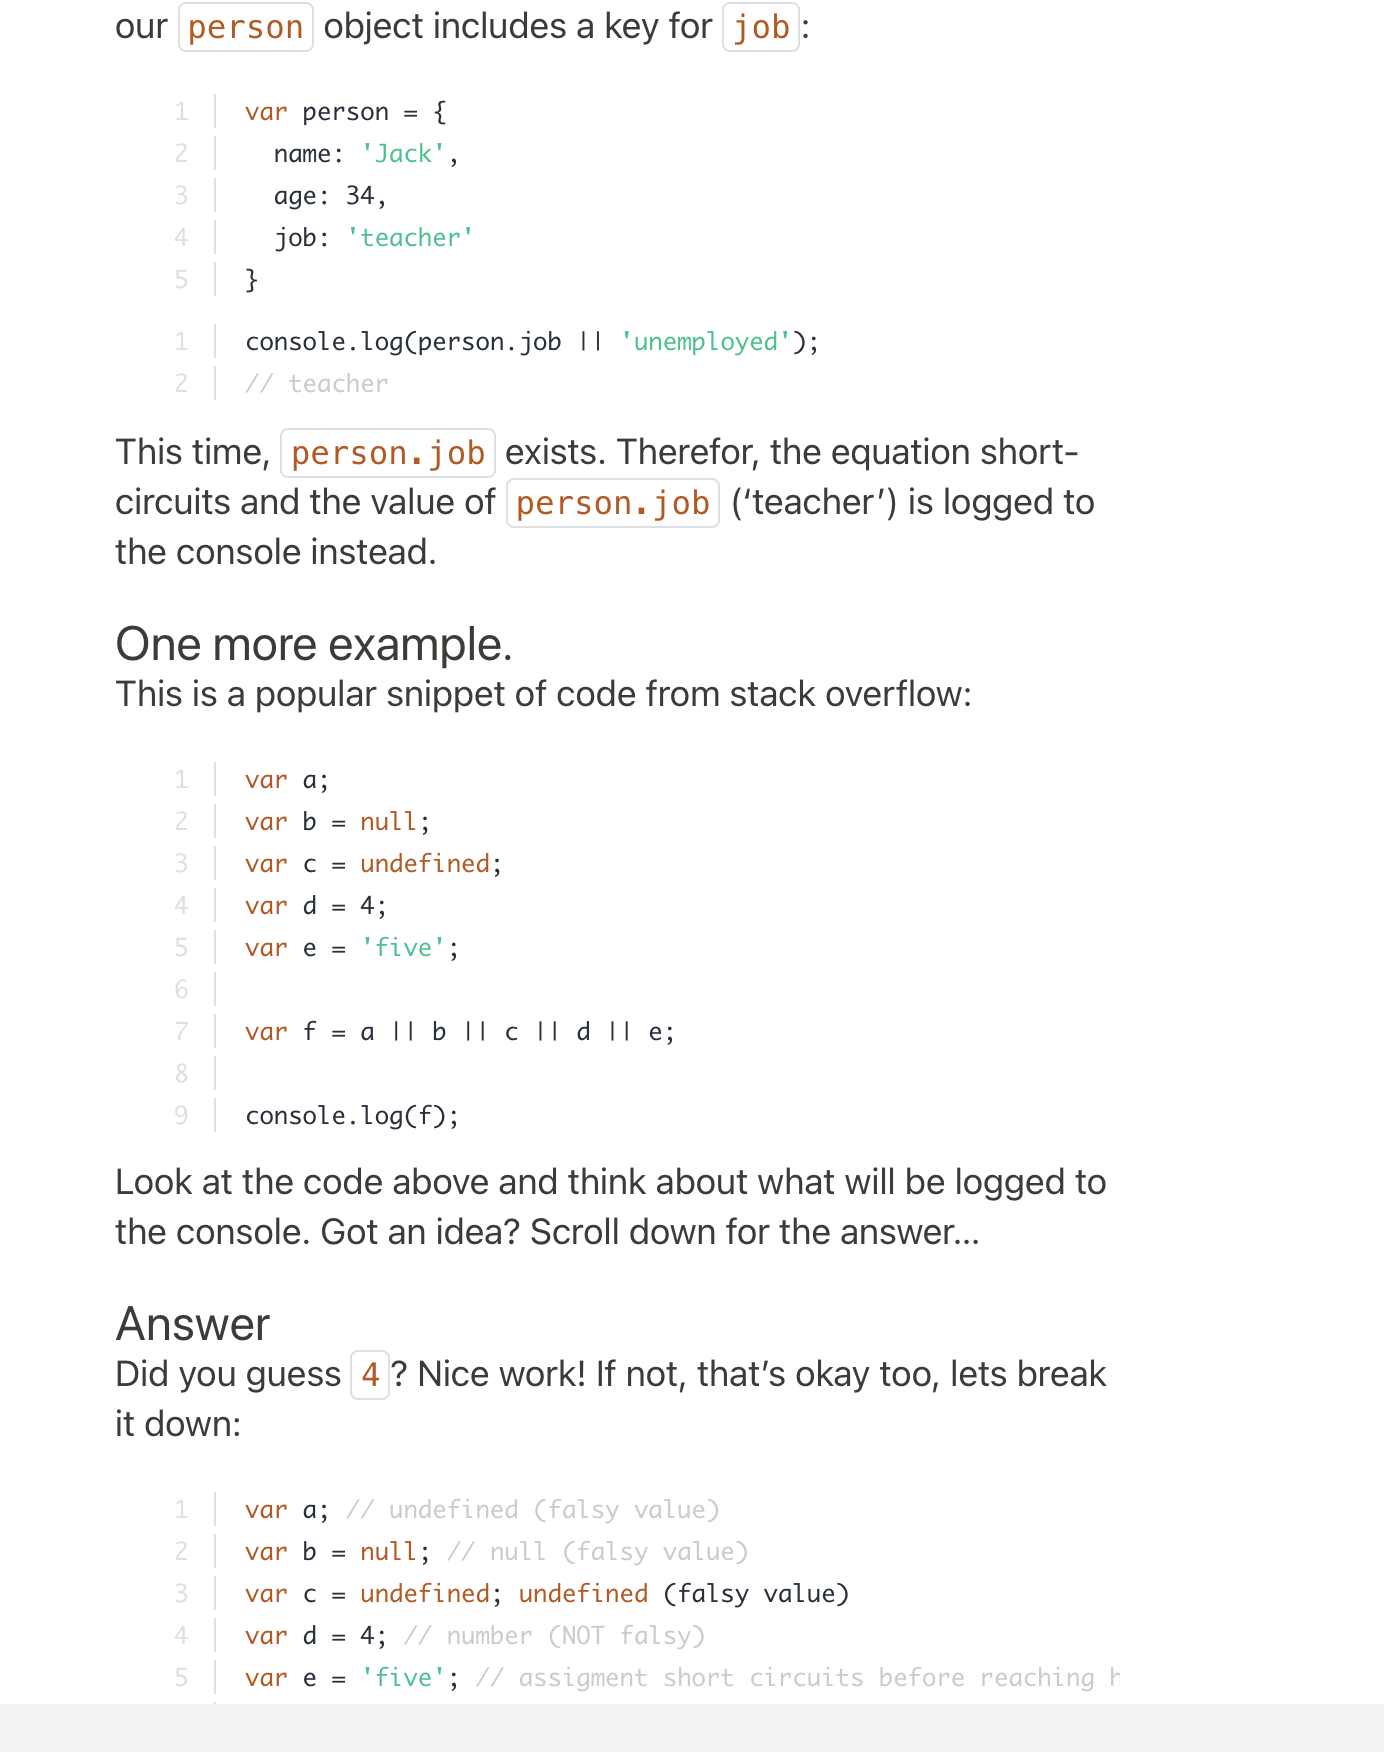 our person object includes a key for job:
1 var person = {
2   name: 'Jack',
3   age: 34,
4   job: 'teacher'
5 }
1 console.log(person.job || 'unemployed');
2 // teacher
This time, person.job exists. Therefor, the equation short-
circuits and the value of person.job (‘teacher’) is logged to
the console instead.
One more example.
This is a popular snippet of code from stack overflow:
1 var a;
2 var b = null;
3 var c = undefined;
4 var d = 4;
5 var e = 'five';
6
7 var f = a || b || c || d || e;
8
9 console.log(f);
Look at the code above and think about what will be logged to
the console. Got an idea? Scroll down for the answer...
Answer
Did you guess 4? Nice work! If not, that’s okay too, lets break
it down:
1 var a; // undefined (falsy value)
2 var b = null; // null (falsy value)
3 var c = undefined; undefined (falsy value)
4 var d = 4; // number (NOT falsy)
5 var e = 'five'; // assigment short circuits before reaching h